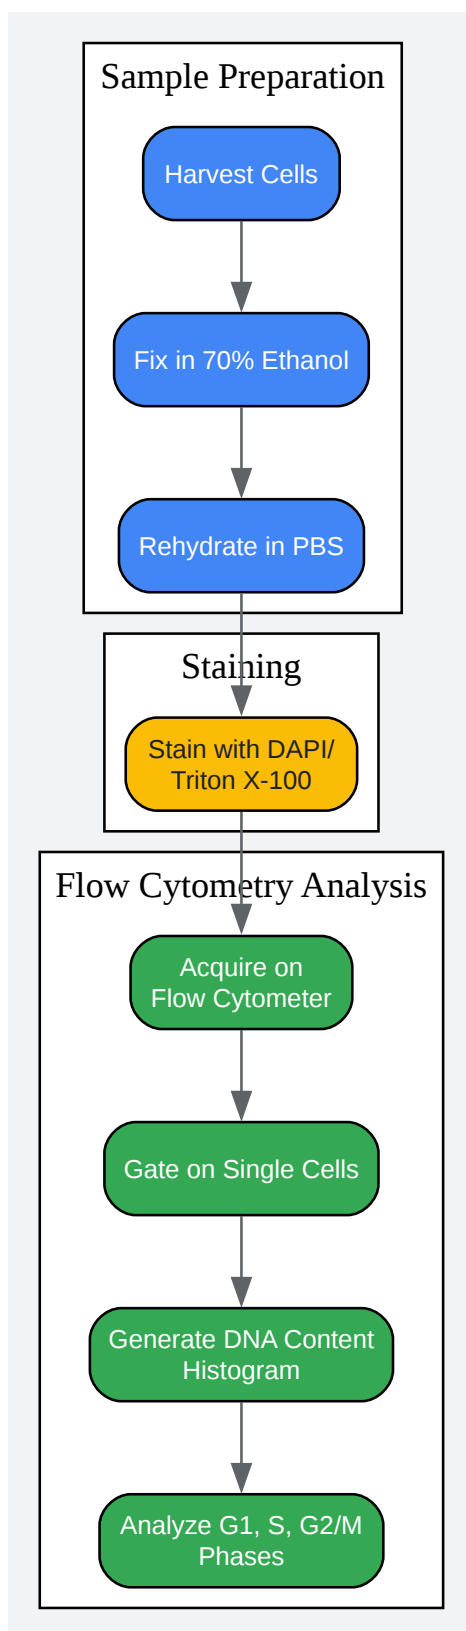 Sample Preparation
Harvest Cells
Fix in 70% Ethanol
Rehydrate in PBS
Staining
Stain with DAPI/
Triton X-100
Flow Cytometry Analysis
Acquire on
Flow Cytometer
Gate on Single Cells
Generate DNA Content
Histogram
Analyze G1, S, G2/M
Phases